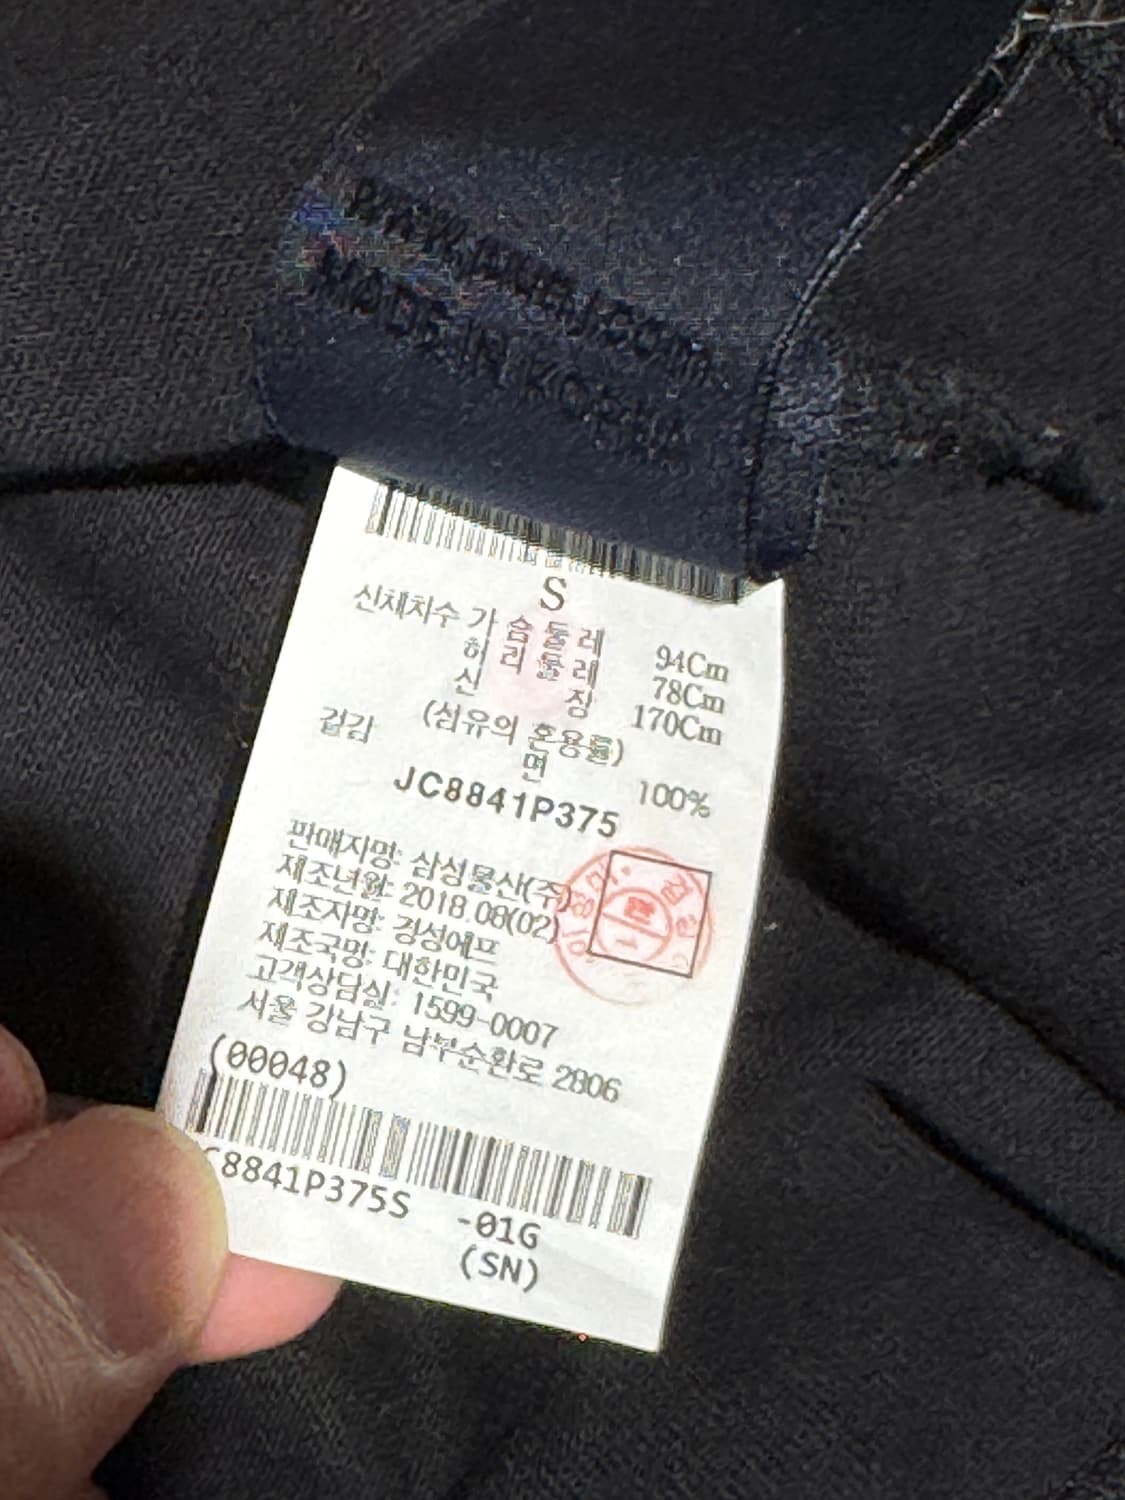 MADE IN KOREA
S
신체치수 가 슴 둘 레 94Cm
허 리 둘 레 78Cm
신 장 170Cm
(섬유의 혼용률)
겉감 면 100%
JC8841P375
판매자명: 삼성물산(주)
제조년월: 2018.08(02)
제조자명: 경성에프
제조국명: 대한민국
고객상담실: 1599-0007
서울 강남구 남부순환로 2806
(00048)
C8841P375S -01G
(SN)